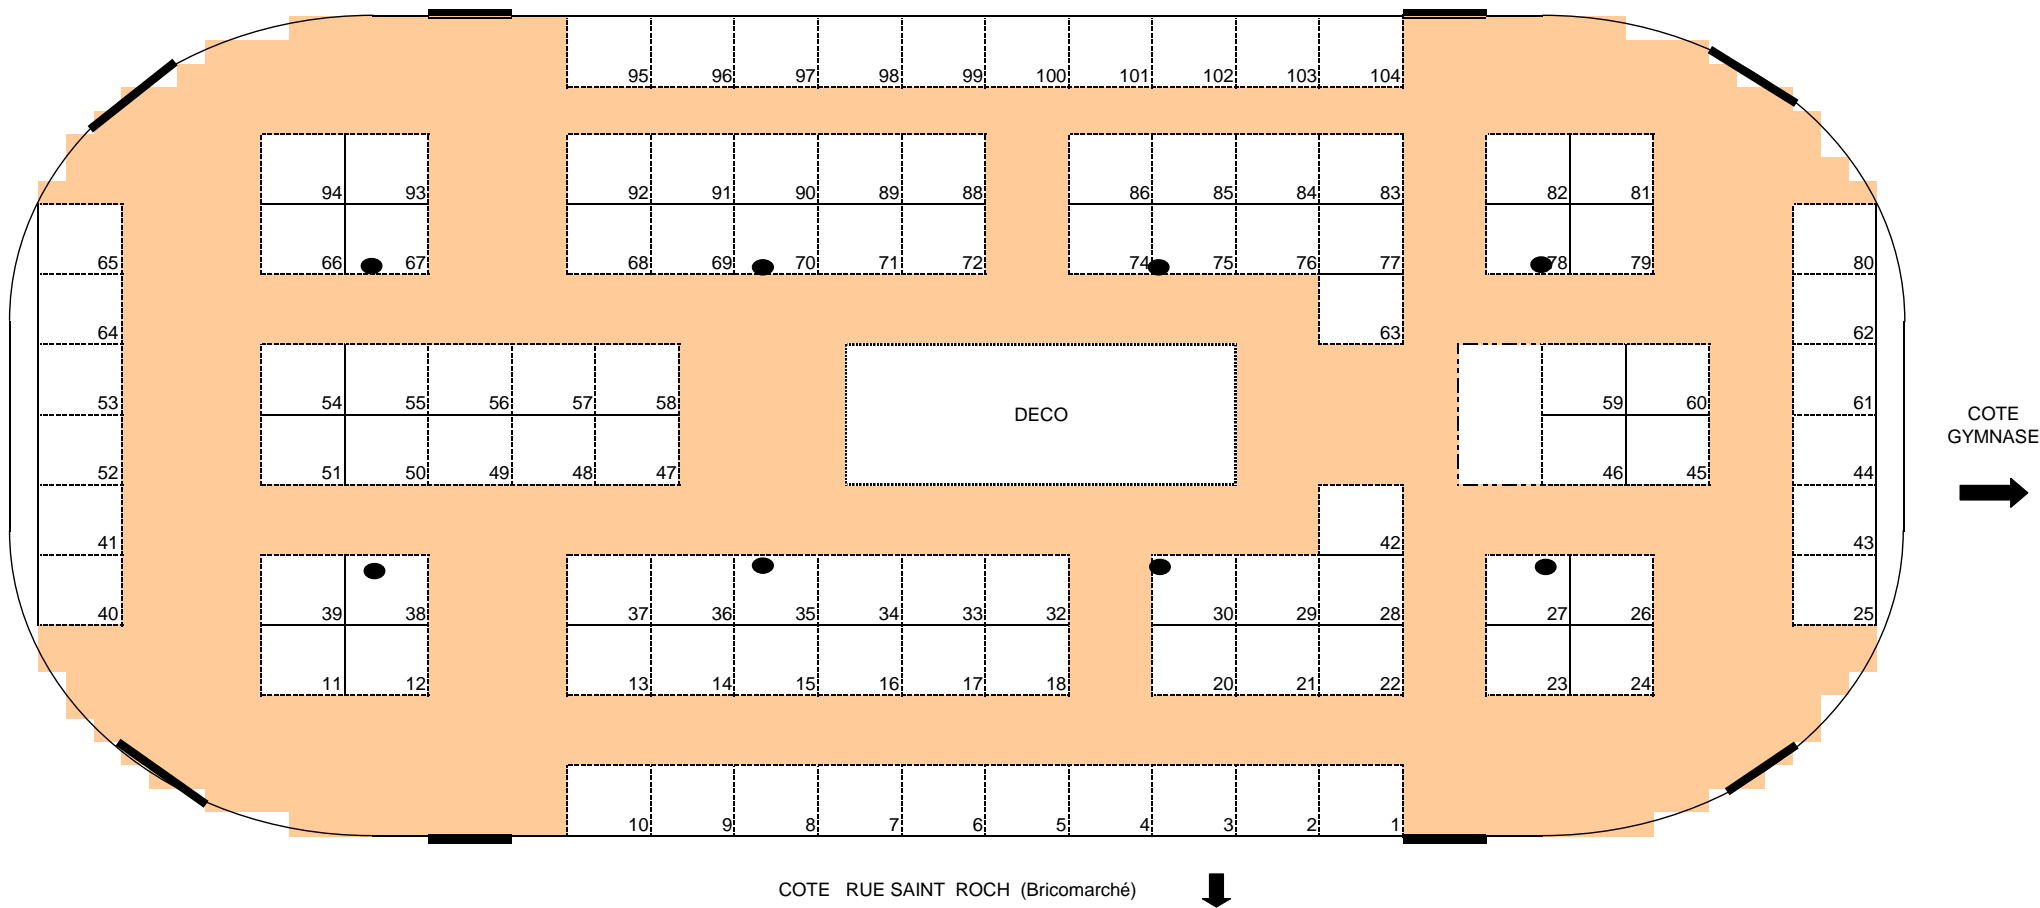 95 96 97 98 99 100 101 102 103 104
94 93 92 91 90 89 88 86 85 84 83 82 81
65 66 67 68 69 70 71 72 74 75 76 77 78 79 80
64 63 62
53 54 55 56 57 58 59 60 61
DECO
COTE
GYMNASE
52 51 50 49 48 47 46 45 44
41 42 43
40 39 38 37 36 35 34 33 32 30 29 28 27 26 25
11 12 13 14 15 16 17 18 20 21 22 23 24
10 9 8 7 6 5 4 3 2 1
COTE RUE SAINT ROCH (Bricomarché)